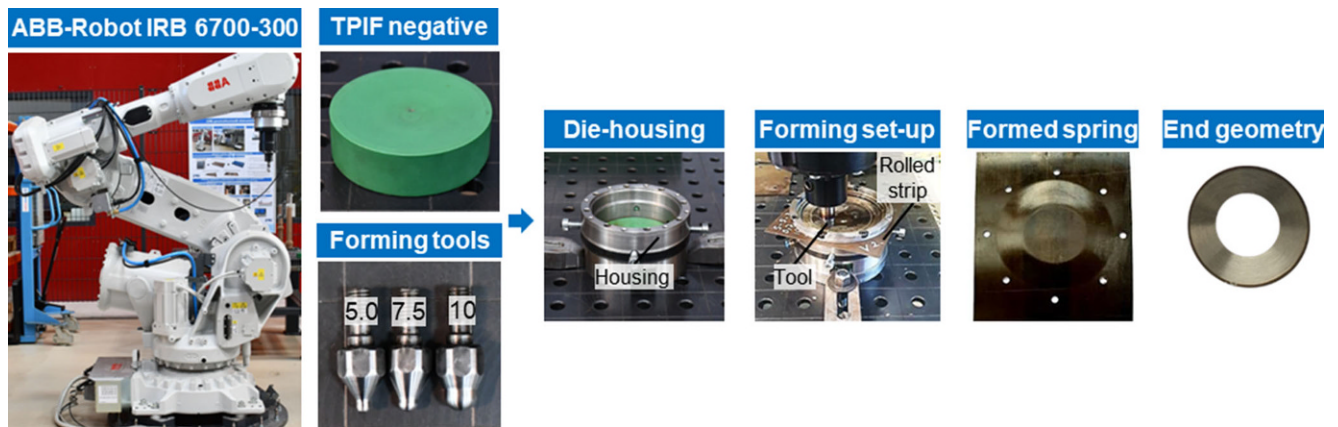 ABB-Robot IRB 6700-300
TPIF negative
Forming tools
5.0 7.5 10
Die-housing
Housing
Forming set-up
Rolled
strip
Tool
Formed spring
End geometry
ABB